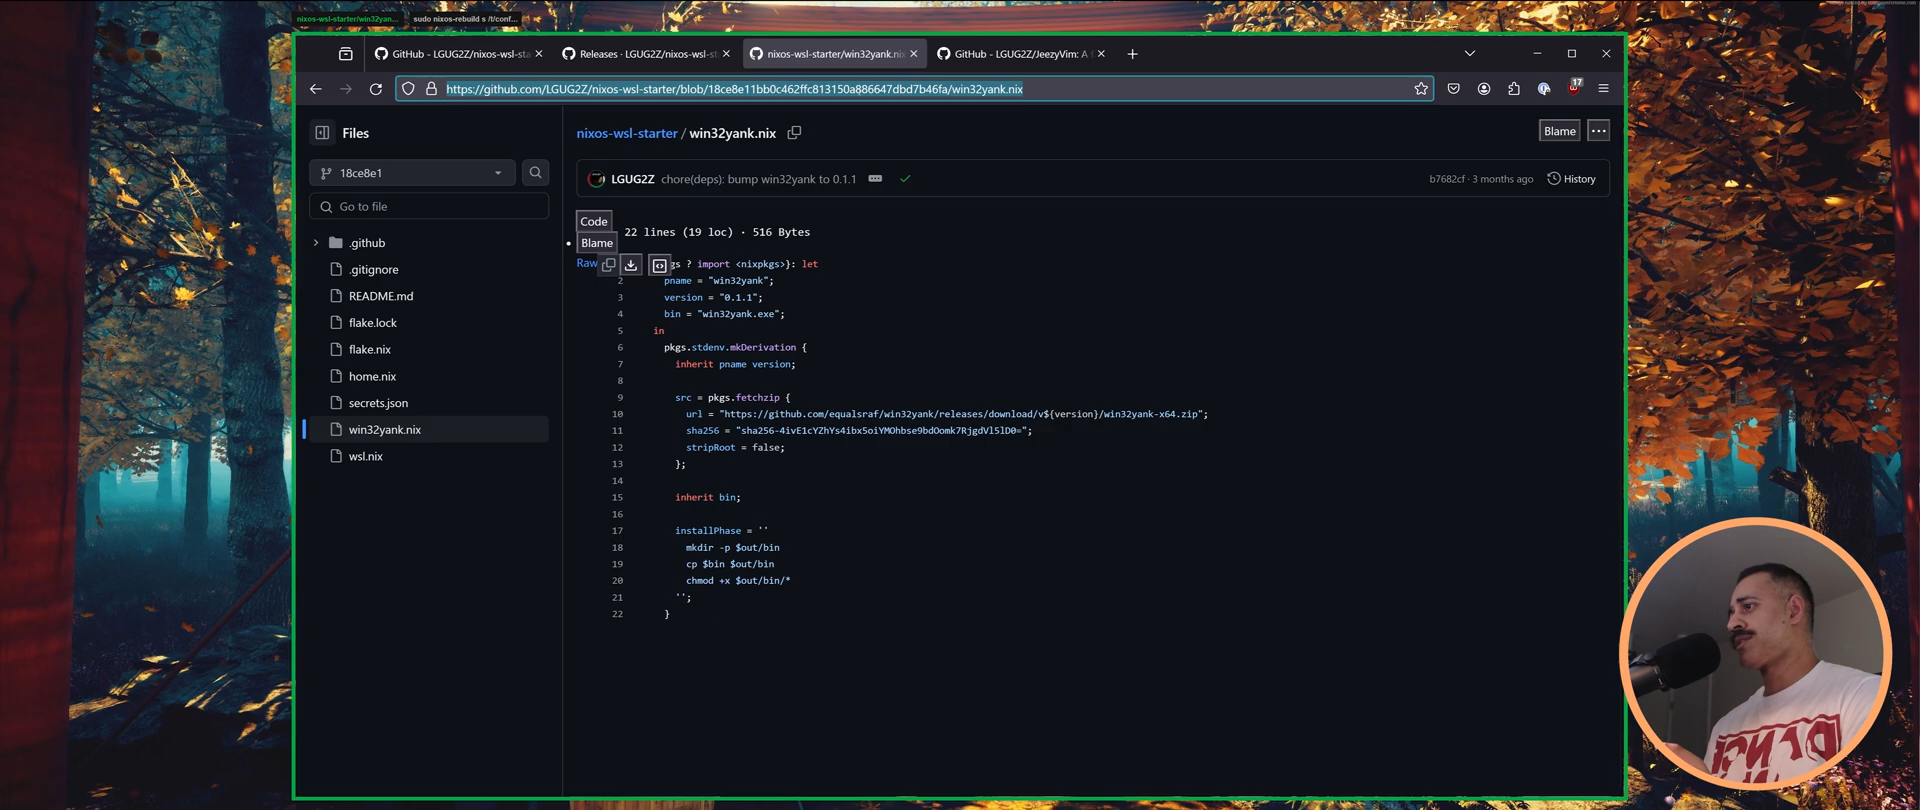 nixos-wsl-starter/win32yan...
sudo nixos-rebuild s /t/conf...
GitHub - LGUG2Z/nixos-wsl-sta
Releases · LGUG2Z/nixos-wsl-st
nixos-wsl-starter/win32yank.nix
GitHub - LGUG2Z/JeezyVim: A
https://github.com/LGUG2Z/nixos-wsl-starter/blob/18ce8e11bb0c462ffc813150a886647dbd7b46fa/win32yank.nix
17
Files
18ce8e1
Go to file
.github
.gitignore
README.md
flake.lock
flake.nix
home.nix
secrets.json
win32yank.nix
wsl.nix
nixos-wsl-starter / win32yank.nix
Blame
LGUG2Z chore(deps): bump win32yank to 0.1.1
b7682cf · 3 months ago
History
Code
Blame
22 lines (19 loc) · 516 Bytes
Raw
gs ? import <nixpkgs>}: let
2 pname = "win32yank";
3 version = "0.1.1";
4 bin = "win32yank.exe";
5 in
6 pkgs.stdenv.mkDerivation {
7 inherit pname version;
8
9 src = pkgs.fetchzip {
10 url = "https://github.com/equalsraf/win32yank/releases/download/v${version}/win32yank-x64.zip";
11 sha256 = "sha256-4ivE1cYZhYs4ibx5oiYMOhbse9bdOomk7RjgdVl5lD0=";
12 stripRoot = false;
13 };
14
15 inherit bin;
16
17 installPhase = ''
18 mkdir -p $out/bin
19 cp $bin $out/bin
20 chmod +x $out/bin/*
21 '';
22 }